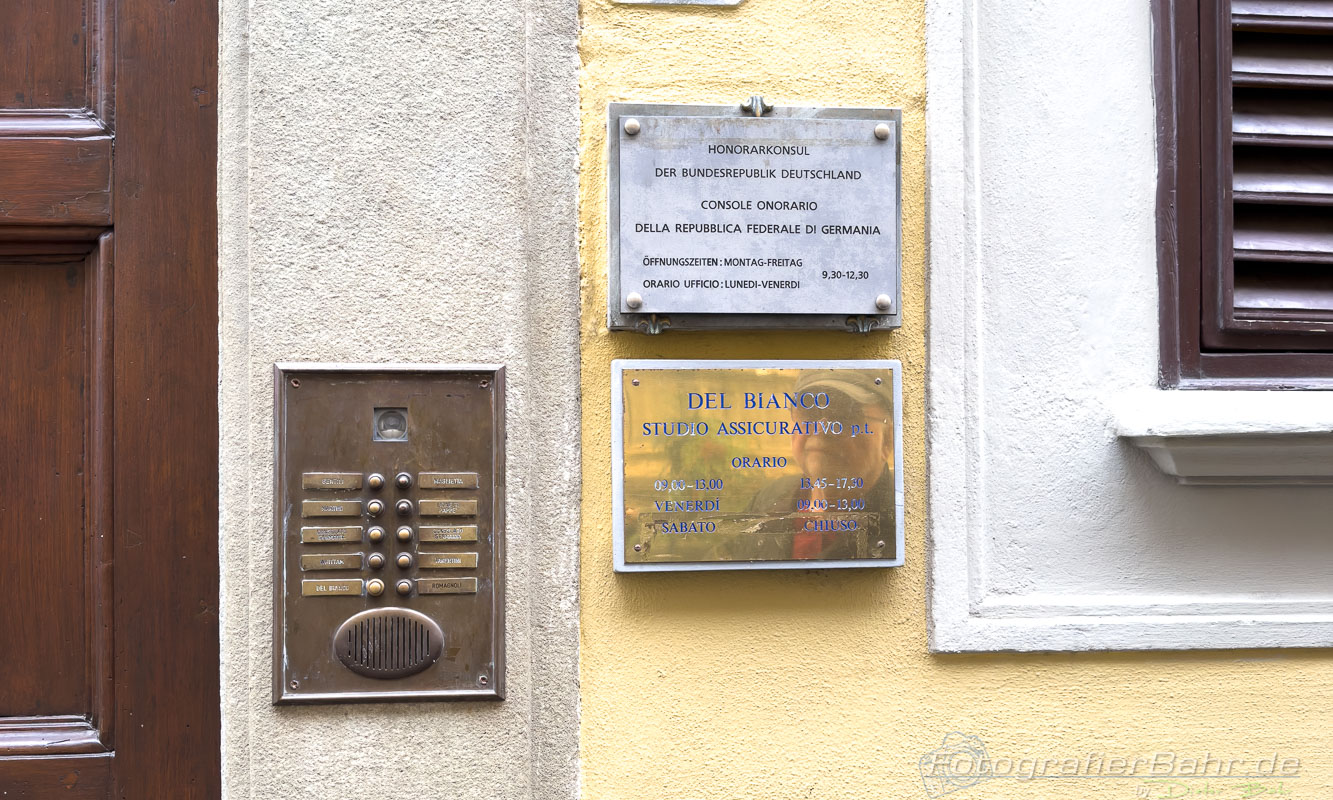 HONORARKONSUL
DER BUNDESREPUBLIK DEUTSCHLAND
CONSOLE ONORARIO
DELLA REPUBBLICA FEDERALE DI GERMANIA
ÖFFNUNGSZEITEN: MONTAG-FREITAG
9,30-12,30
ORARIO UFFICIO: LUNEDI-VENERDI
DEL BIANCO
STUDIO ASSICURATIVO p.t.
ORARIO
09,00-13,00 13,45-17,30
VENERDÌ 09,00-13,00
SABATO CHIUSO
DEL BIANCO
ROMAGNOLI
FotografierBahr.de